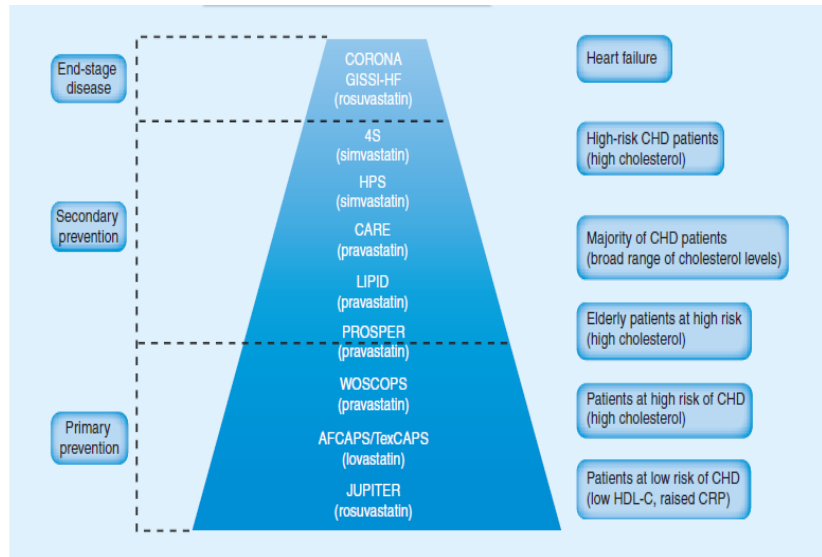 End-stage
disease
Secondary
prevention
Primary
prevention
CORONA
GISSI-HF
(rosuvastatin)
4S
(simvastatin)
HPS
(simvastatin)
CARE
(pravastatin)
LIPID
(pravastatin)
PROSPER
(pravastatin)
WOSCOPS
(pravastatin)
AFCAPS/TexCAPS
(lovastatin)
JUPITER
(rosuvastatin)
Heart failure
High-risk CHD patients
(high cholesterol)
Majority of CHD patients
(broad range of cholesterol levels)
Elderly patients at high risk
(high cholesterol)
Patients at high risk of CHD
(high cholesterol)
Patients at low risk of CHD
(low HDL-C, raised CRP)